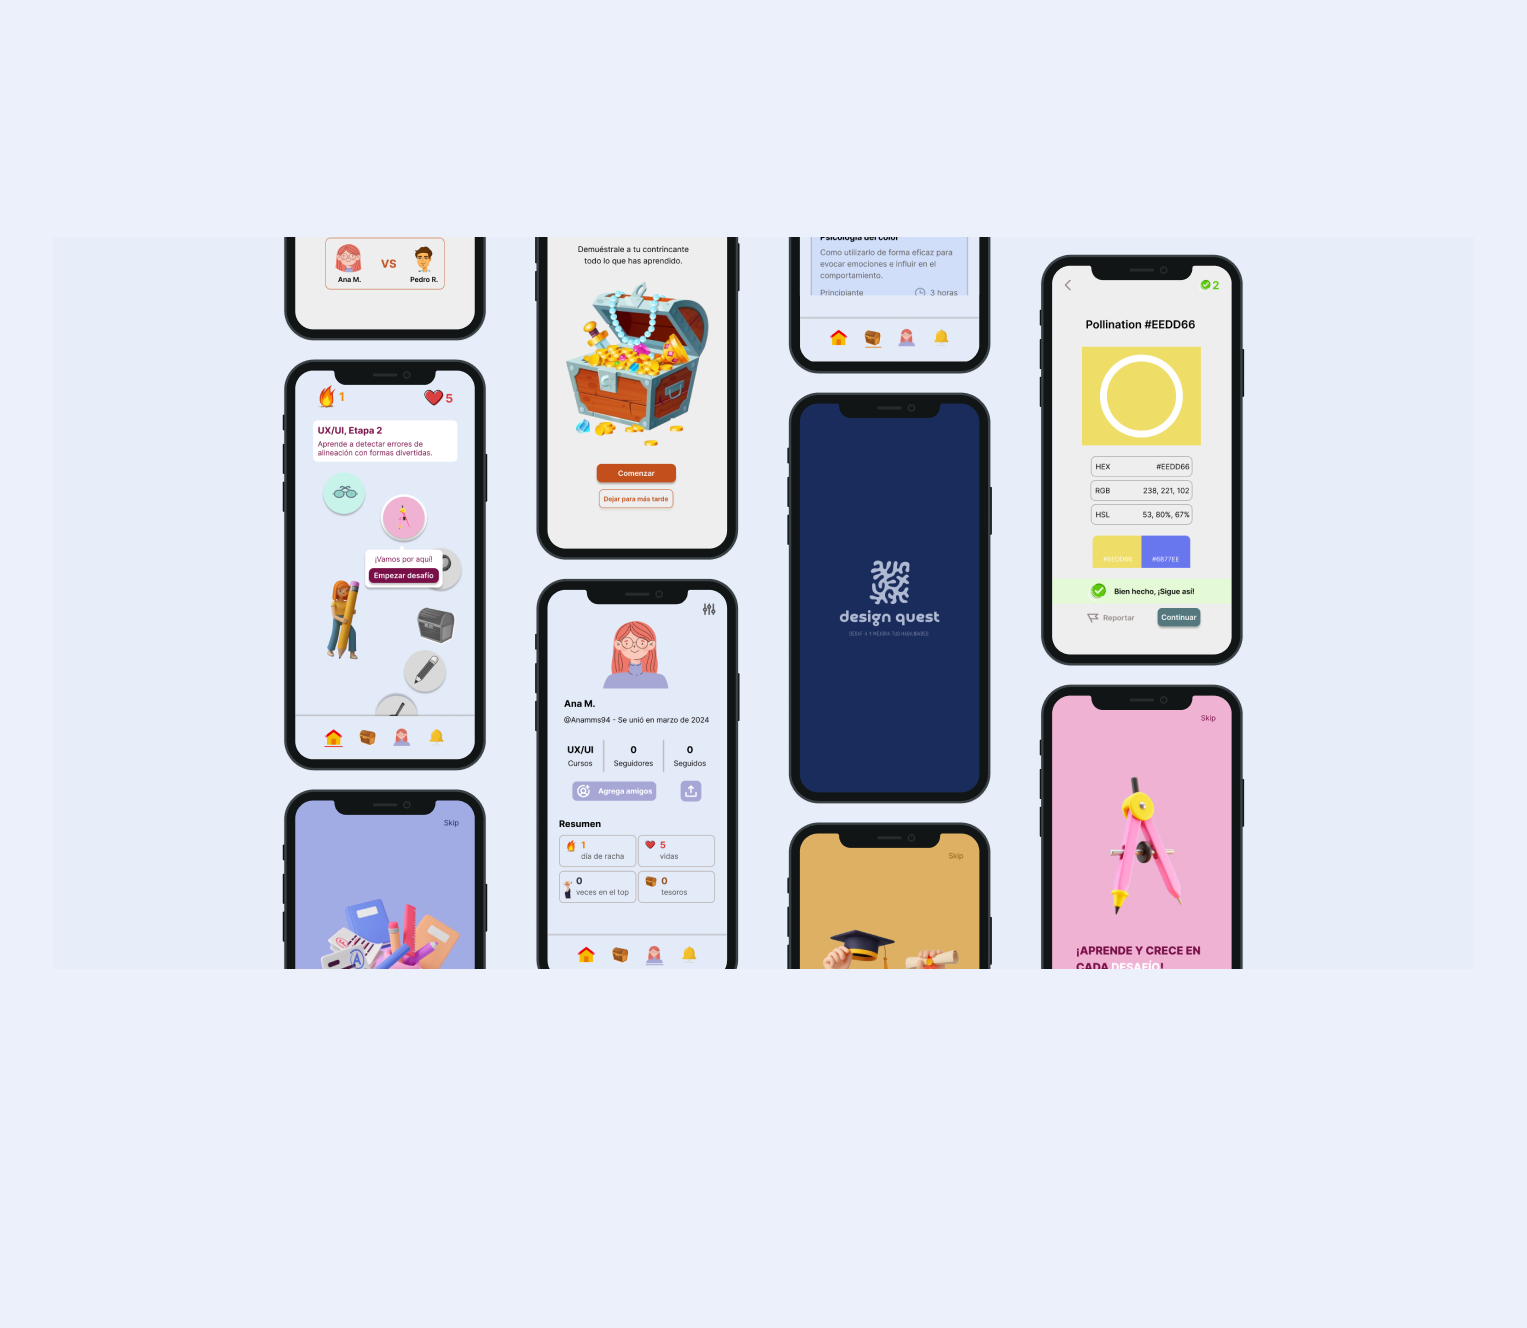 VS
Ana M.
Pedro R.
1
5
UX/UI, Etapa 2
Aprende a detectar errores de
alineación con formas divertidas.
¡Vamos por aquí!
Empezar desafío
Skip
Demuéstrale a tu contrincante
todo lo que has aprendido.
Comenzar
Dejar para más tarde
Ana M.
@Anamms94 - Se unió en marzo de 2024
UX/UI
0
0
Cursos
Seguidores
Seguidos
Agrega amigos
Resumen
1
día de racha
5
vidas
0
veces en el top
0
tesoros
Psicología del color
Como utilizarlo de forma eficaz para
evocar emociones e influir en el
comportamiento.
Principiante
3 horas
design quest
Skip
2
Pollination #EEDD66
HEX #EEDD66
RGB 238, 221, 102
HSL 53, 80%, 67%
#EEDD66
#6877EE
Bien hecho, ¡Sigue así!
Reportar
Continuar
Skip
¡APRENDE Y CRECE EN
CADA DESAFÍO!